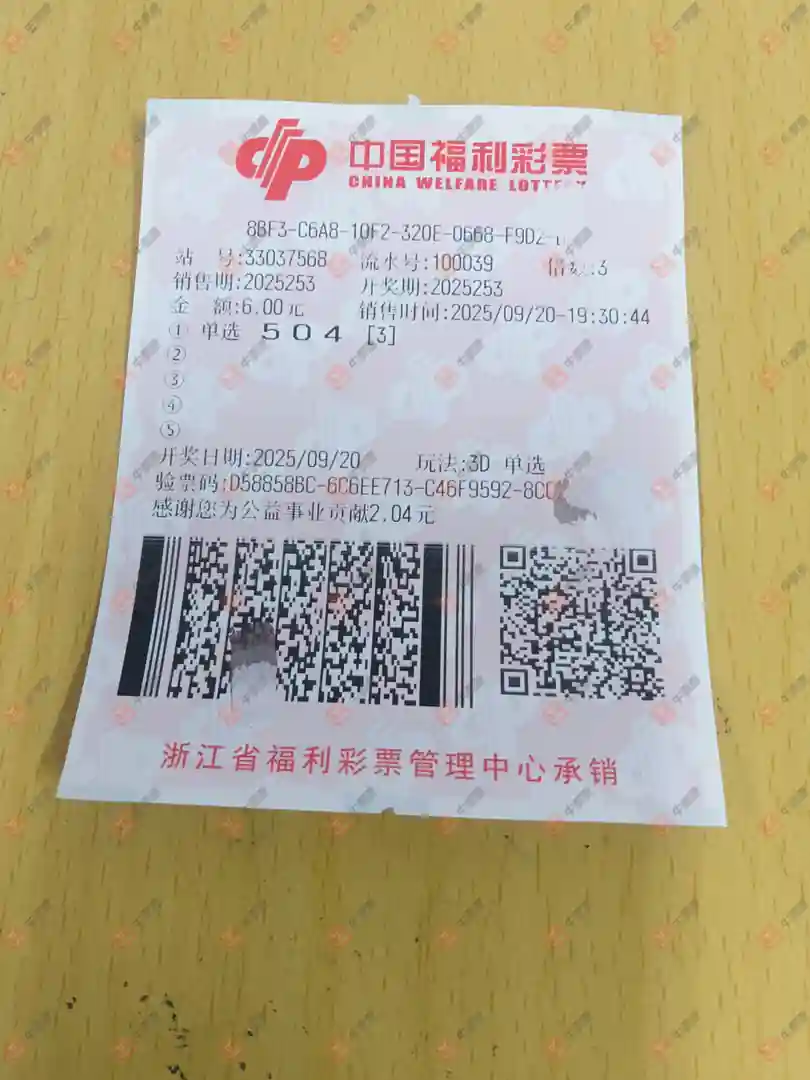 中国福利彩票
CHINA WELFARE LOTTERY
8BF3-C6A8-10F2-320E-0668-F9D2-
站 号:33037568 流水号:100039 倍数:3
销售期:2025253 开奖期:2025253
金 额:6.00元 销售时间:2025/09/20-19:30:44
① 单选 504 [3]
②
③
④
⑤
开奖日期:2025/09/20 玩法:3D 单选
验票码:D58858BC-6C6EE713-C46F9592-8CC
感谢您为公益事业贡献2.04元
浙江省福利彩票管理中心承销